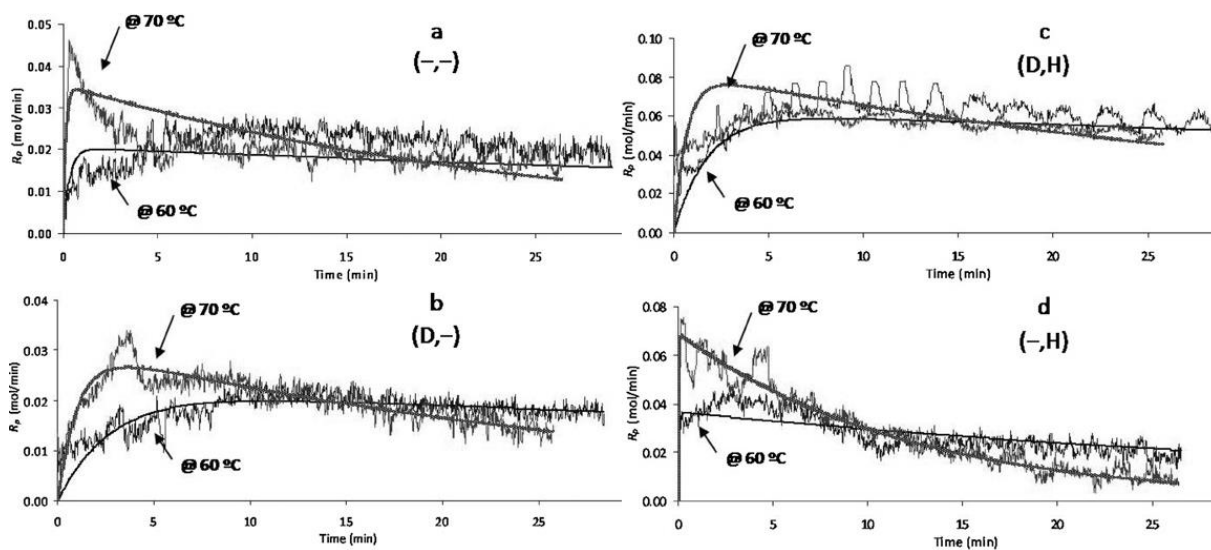 a
(−,−)
@ 70 ºC
@ 60 ºC
Rₚ (mol/min)
0.05
0.04
0.03
0.02
0.01
0.00
0 5 10 15 20 25
Time (min)
c
(D,H)
@ 70 ºC
@ 60 ºC
Rₚ (mol/min)
0.10
0.08
0.06
0.04
0.02
0.00
0 5 10 15 20 25
Time (min)
b
(D,−)
@ 70 ºC
@ 60 ºC
Rₚ (mol/min)
0.04
0.03
0.02
0.01
0.00
0 5 10 15 20 25
Time (min)
d
(−,H)
@ 70 ºC
@ 60 ºC
Rₚ (mol/min)
0.08
0.06
0.04
0.02
0.00
0 5 10 15 20 25
Time (min)